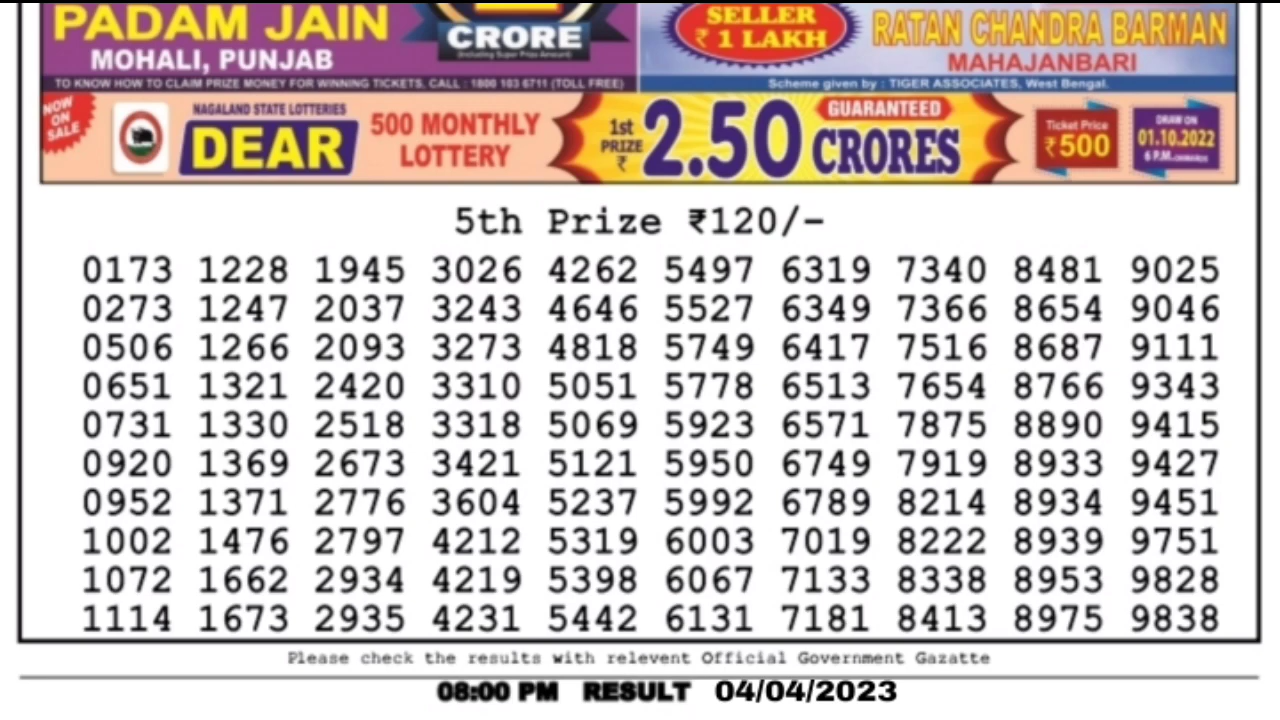 PADAM JAIN
MOHALI, PUNJAB
CRORE
(Including Super Prize Amount)
TO KNOW HOW TO CLAIM PRIZE MONEY FOR WINNING TICKETS, CALL : 1800 103 6711 (TOLL FREE)
SELLER
₹ 1 LAKH
RATAN CHANDRA BARMAN
MAHAJANBARI
Scheme given by : TIGER ASSOCIATES, West Bengal.
NOW
ON
SALE
NAGALAND STATE LOTTERIES
DEAR
500 MONTHLY
LOTTERY
1st
PRIZE
₹
2.50 CRORES
GUARANTEED
Ticket Price
₹500
DRAW ON
01.10.2022
6 P.M. ONWARDS
5th Prize ₹120/-
0173 1228 1945 3026 4262 5497 6319 7340 8481 9025
0273 1247 2037 3243 4646 5527 6349 7366 8654 9046
0506 1266 2093 3273 4818 5749 6417 7516 8687 9111
0651 1321 2420 3310 5051 5778 6513 7654 8766 9343
0731 1330 2518 3318 5069 5923 6571 7875 8890 9415
0920 1369 2673 3421 5121 5950 6749 7919 8933 9427
0952 1371 2776 3604 5237 5992 6789 8214 8934 9451
1002 1476 2797 4212 5319 6003 7019 8222 8939 9751
1072 1662 2934 4219 5398 6067 7133 8338 8953 9828
1114 1673 2935 4231 5442 6131 7181 8413 8975 9838
Please check the results with relevent Official Government Gazatte
08:00 PM RESULT 04/04/2023